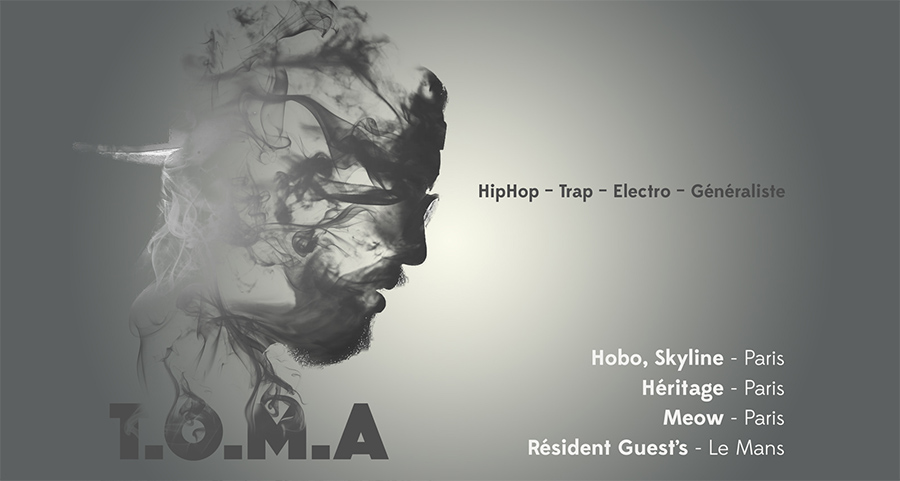 HipHop – Trap – Electro – Généraliste
Hobo, Skyline - Paris
Héritage - Paris
Meow - Paris
Résident Guest's - Le Mans
T.O.M.A